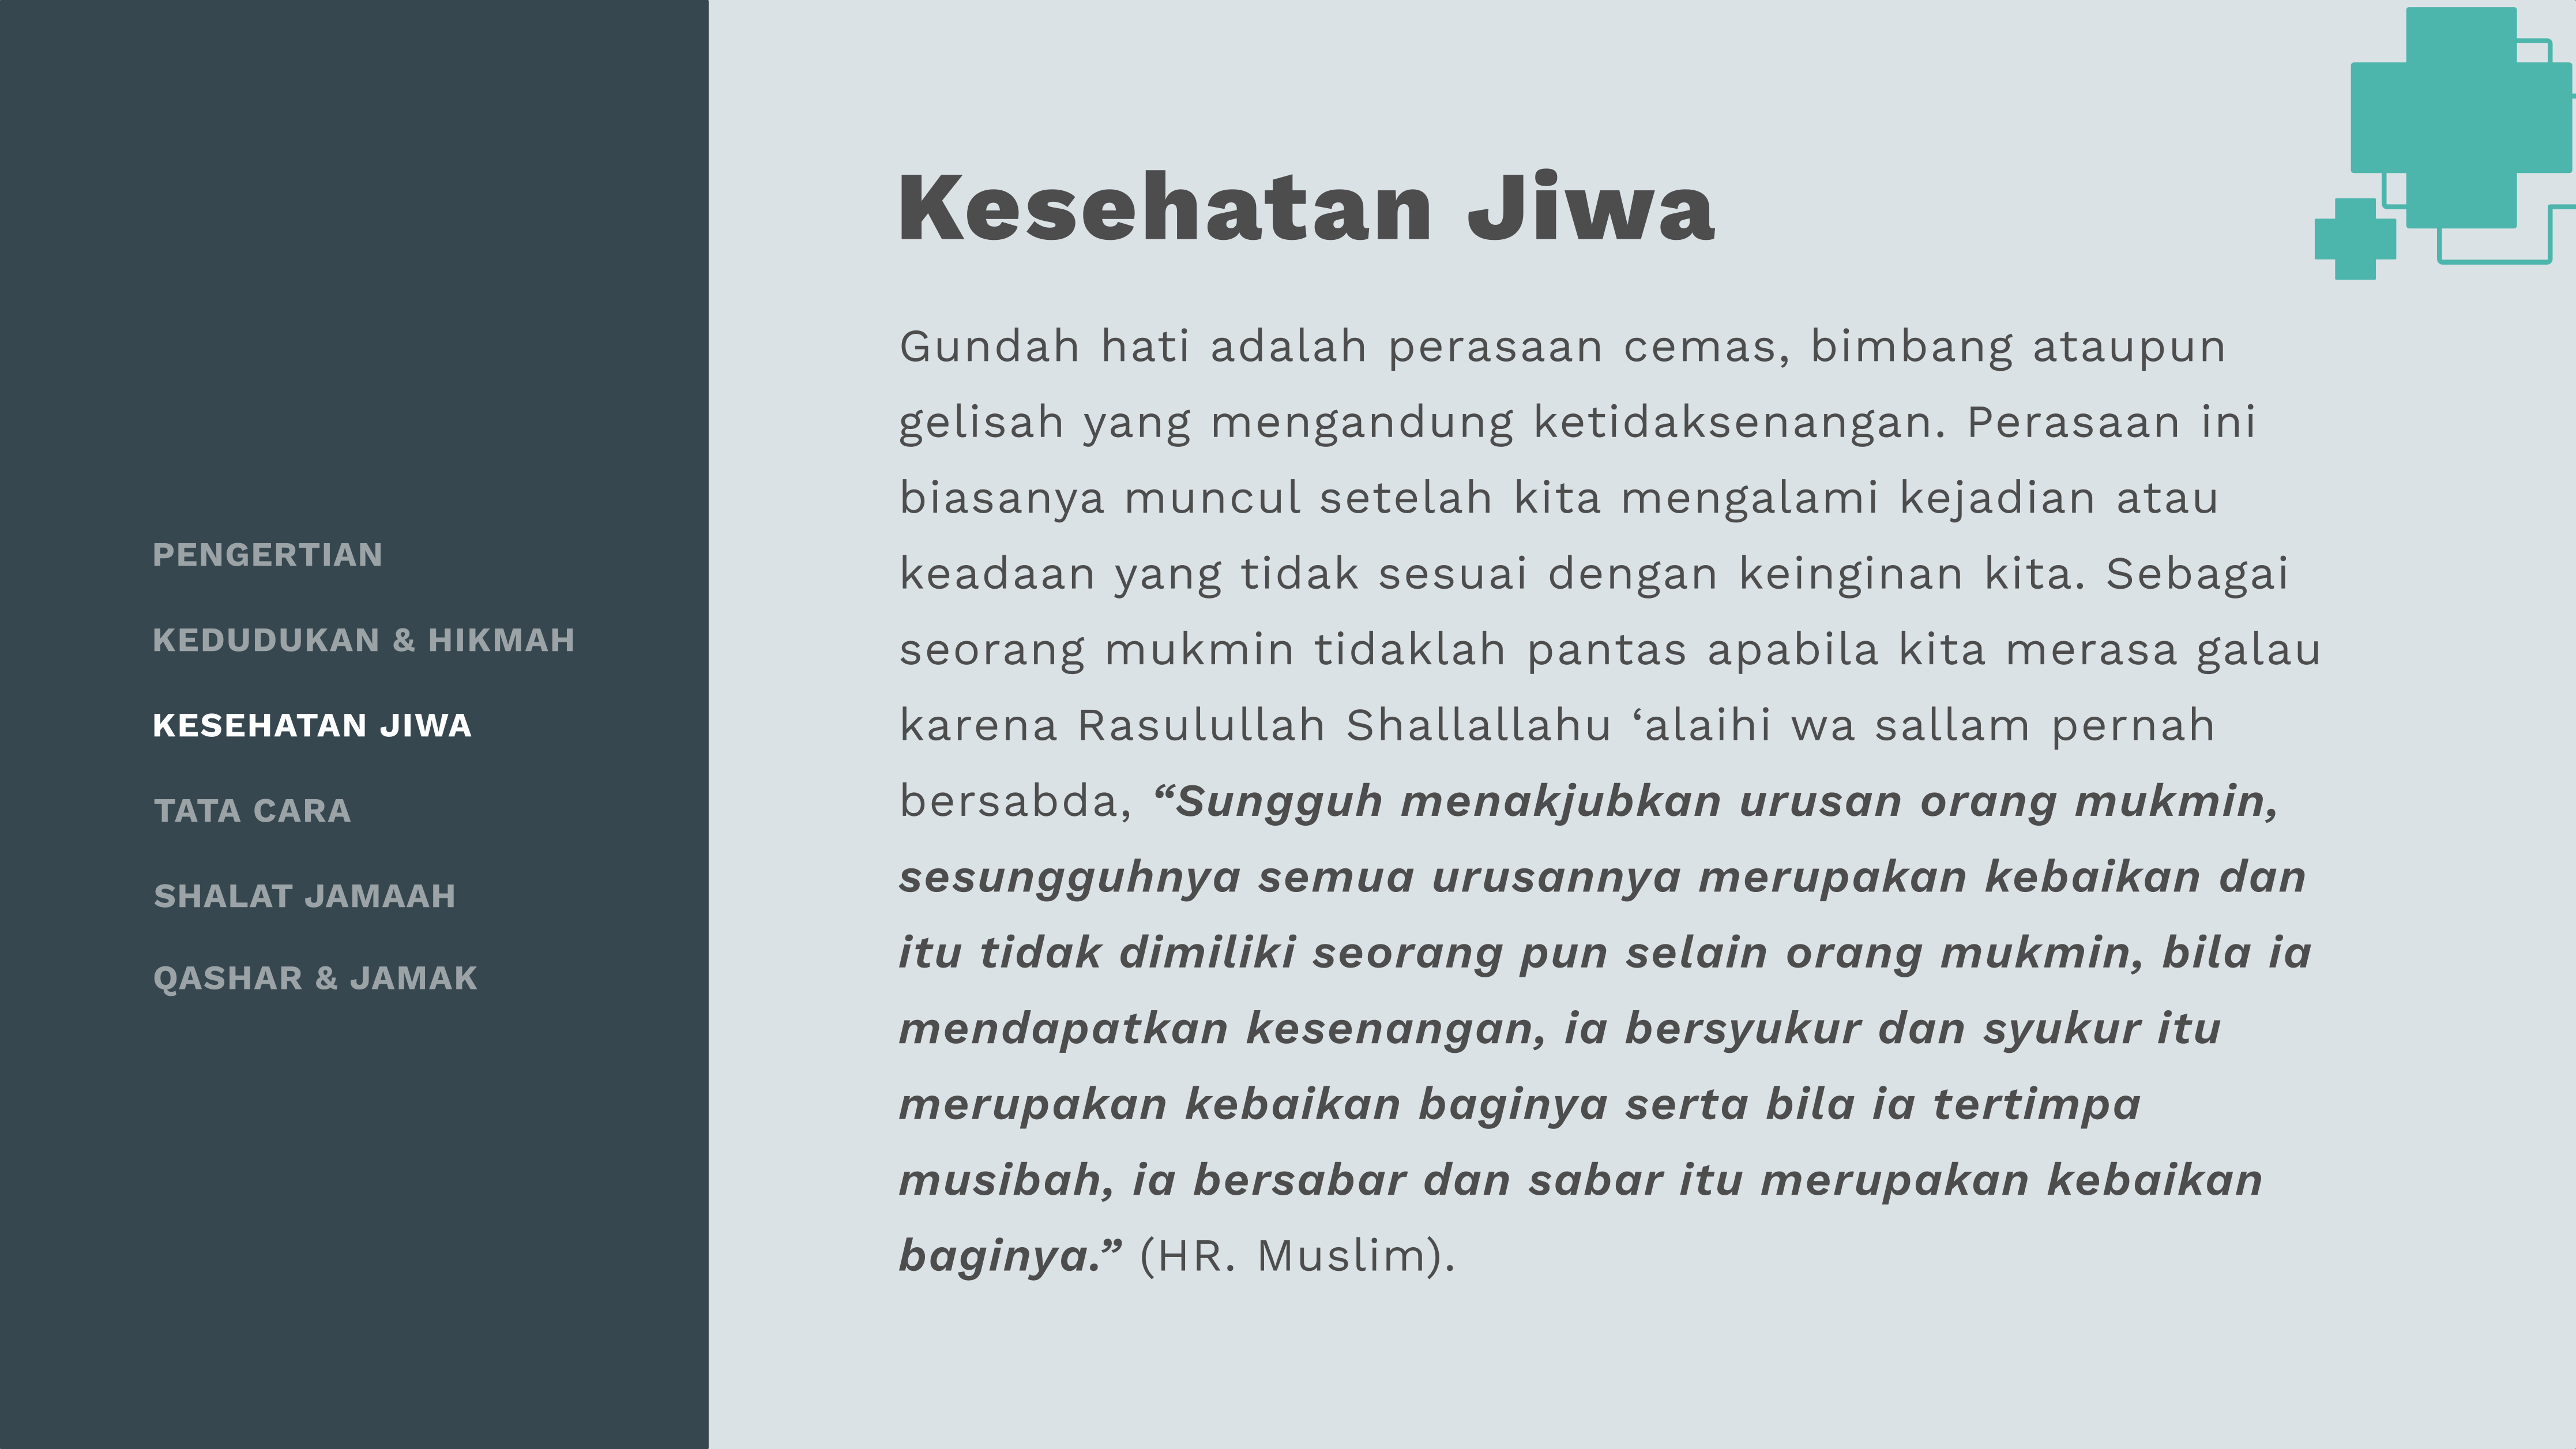 PENGERTIAN
KEDUDUKAN & HIKMAH
KESEHATAN JIWA
TATA CARA
SHALAT JAMAAH
QASHAR & JAMAK
Kesehatan Jiwa
Gundah hati adalah perasaan cemas, bimbang ataupun
gelisah yang mengandung ketidaksenangan. Perasaan ini
biasanya muncul setelah kita mengalami kejadian atau
keadaan yang tidak sesuai dengan keinginan kita. Sebagai
seorang mukmin tidaklah pantas apabila kita merasa galau
karena Rasulullah Shallallahu ‘alaihi wa sallam pernah
bersabda, “Sungguh menakjubkan urusan orang mukmin,
sesungguhnya semua urusannya merupakan kebaikan dan
itu tidak dimiliki seorang pun selain orang mukmin, bila ia
mendapatkan kesenangan, ia bersyukur dan syukur itu
merupakan kebaikan baginya serta bila ia tertimpa
musibah, ia bersabar dan sabar itu merupakan kebaikan
baginya.” (HR. Muslim).